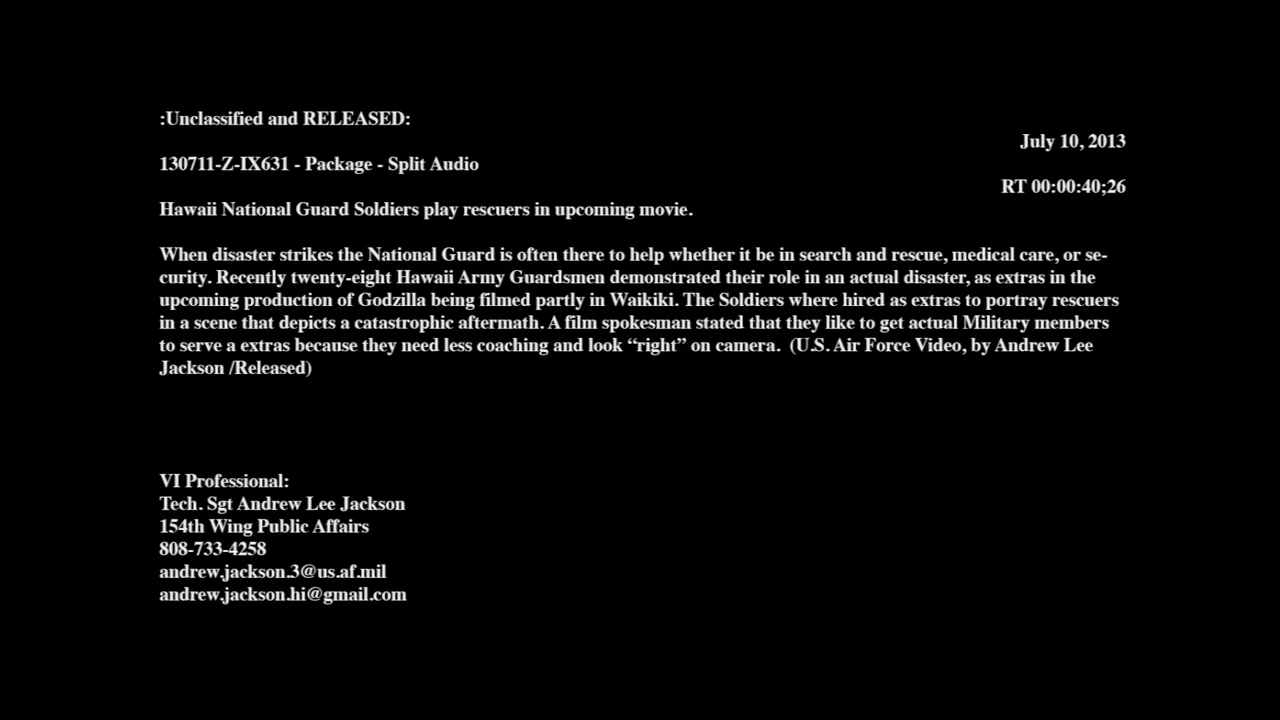 :Unclassified and RELEASED:
July 10, 2013
130711-Z-IX631 - Package - Split Audio
RT 00:00:40;26
Hawaii National Guard Soldiers play rescuers in upcoming movie.
When disaster strikes the National Guard is often there to help whether it be in search and rescue, medical care, or se-
curity. Recently twenty-eight Hawaii Army Guardsmen demonstrated their role in an actual disaster, as extras in the
upcoming production of Godzilla being filmed partly in Waikiki. The Soldiers where hired as extras to portray rescuers
in a scene that depicts a catastrophic aftermath. A film spokesman stated that they like to get actual Military members
to serve a extras because they need less coaching and look “right” on camera.  (U.S. Air Force Video, by Andrew Lee
Jackson /Released)
VI Professional:
Tech. Sgt Andrew Lee Jackson
154th Wing Public Affairs
808-733-4258
andrew.jackson.3@us.af.mil
andrew.jackson.hi@gmail.com